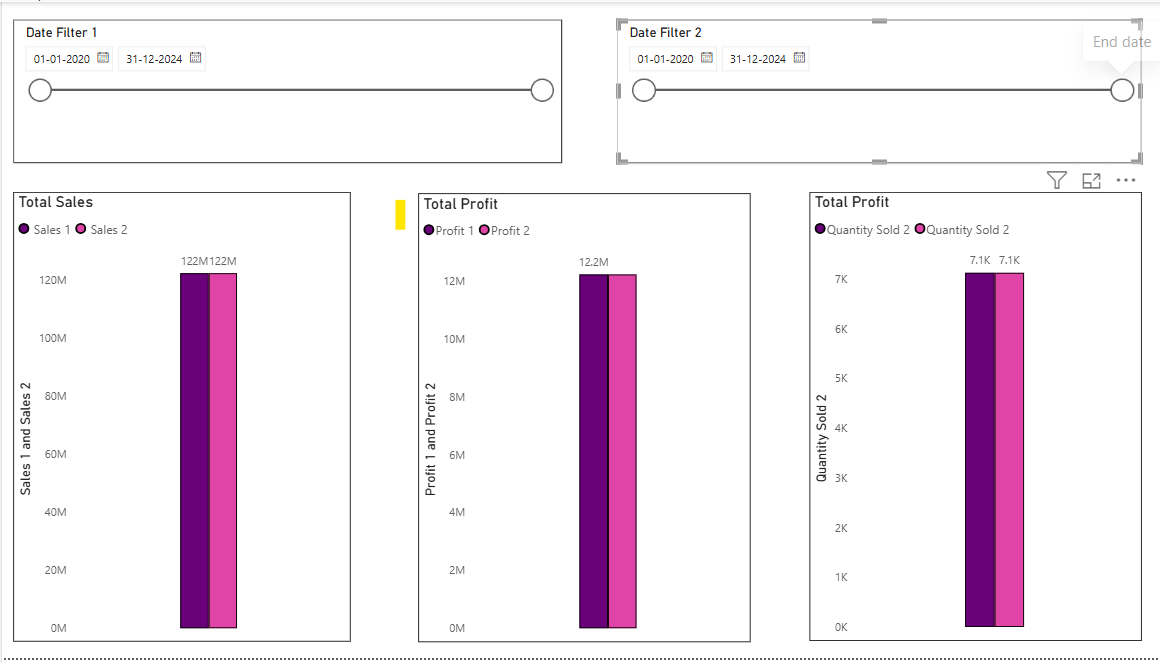 Date Filter 1
01-01-2020 31-12-2024
Date Filter 2
01-01-2020 31-12-2024
End date
Total Sales
Sales 1 Sales 2
122M 122M
120M
100M
80M
60M
40M
20M
0M
Sales 1 and Sales 2
Total Profit
Profit 1 Profit 2
12.2M
12M
10M
8M
6M
4M
2M
0M
Profit 1 and Profit 2
Total Profit
Quantity Sold 2 Quantity Sold 2
7.1K 7.1K
7K
6K
5K
4K
3K
2K
1K
0K
Quantity Sold 2